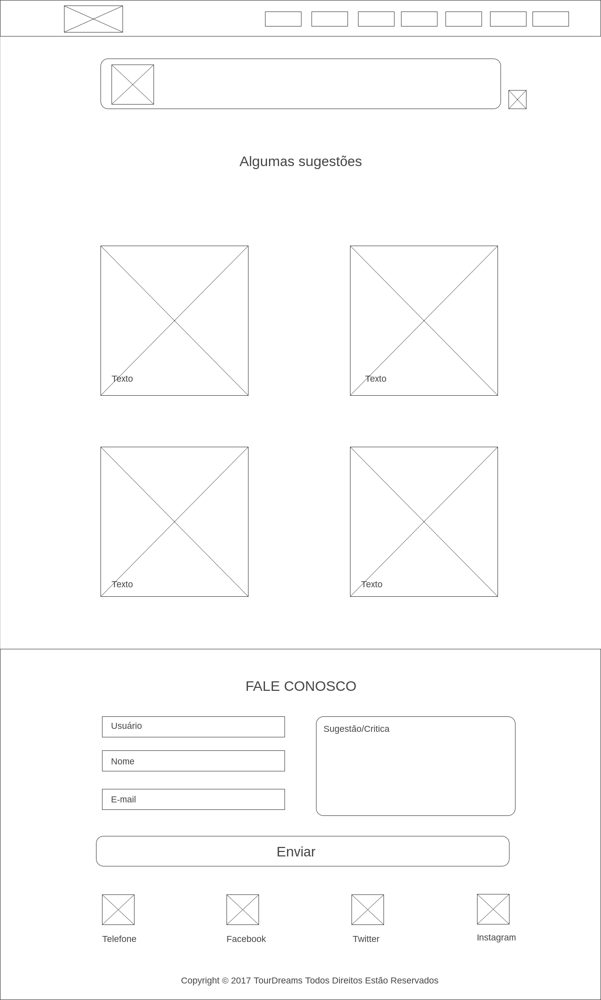 Algumas sugestões
Texto
Texto
Texto
Texto
FALE CONOSCO
Usuário
Sugestão/Critica
Nome
E-mail
Enviar
Telefone
Facebook
Twitter
Instagram
Copyright © 2017 TourDreams Todos Direitos Estão Reservados